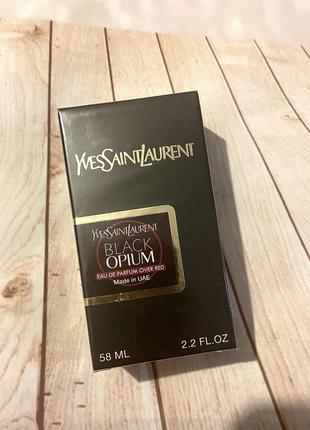 YVESSAINTLAURENT
YVESSAINTLAURENT
BLACK
OPIUM
EAU DE PARFUM OVER RED
Made in UAE
58 ML 2.2 FL.OZ